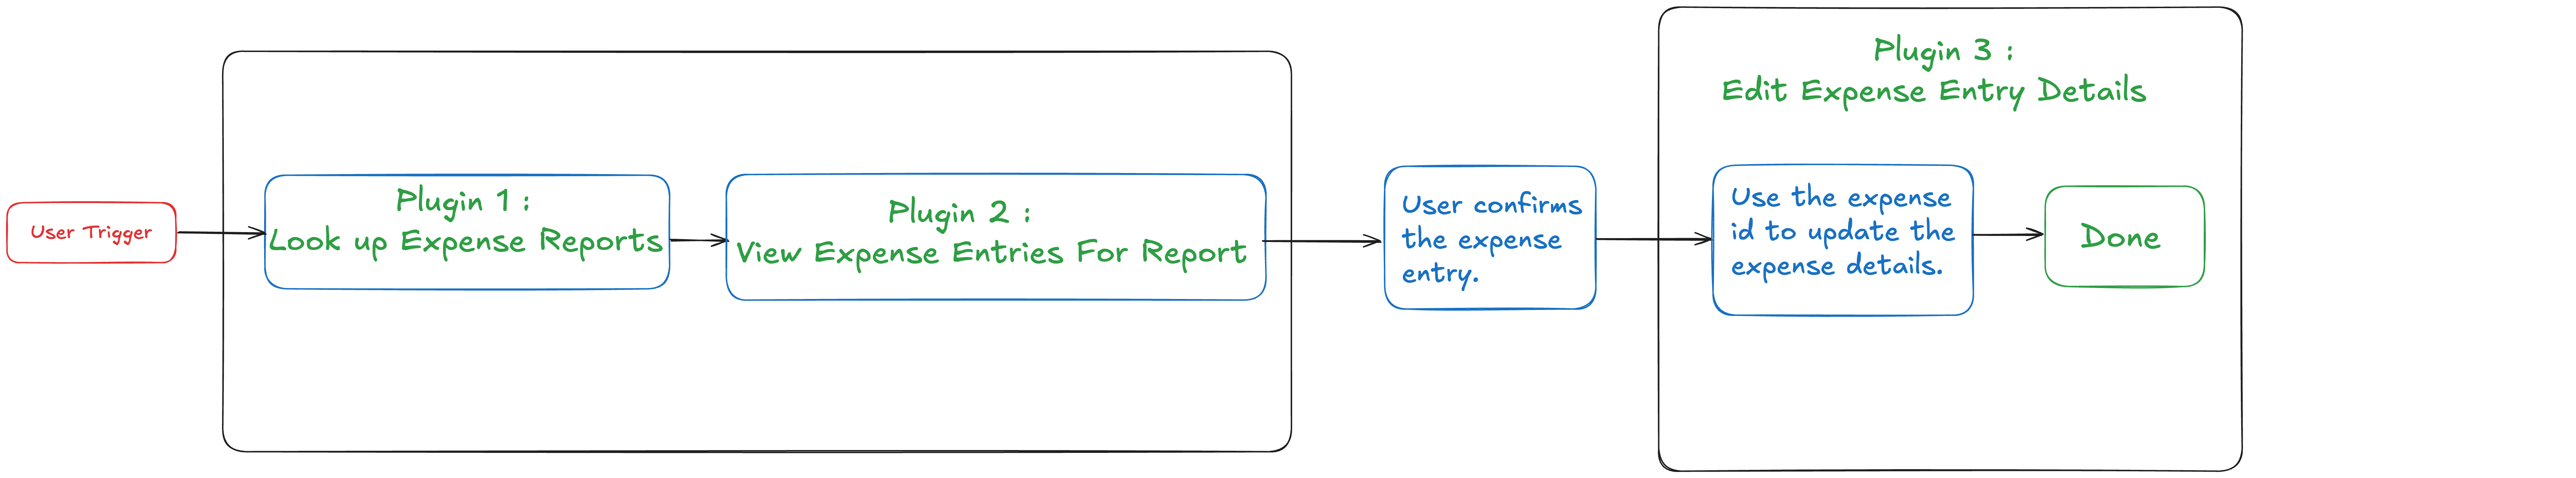 User Trigger
Plugin 1 :
Look up Expense Reports
Plugin 2 :
View Expense Entries For Report
User confirms
the expense
entry.
Plugin 3 :
Edit Expense Entry Details
Use the expense
id to update the
expense details.
Done